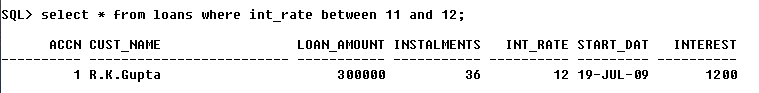 SQL> select * from loans where int_rate between 11 and 12;
ACCN CUST_NAME LOAN_AMOUNT INSTALMENTS INT_RATE START_DAT INTEREST
---------- ------------------------------ ----------- ----------- ---------- --------- ----------
1 R.K.Gupta 300000 36 12 19-JUL-09 1200